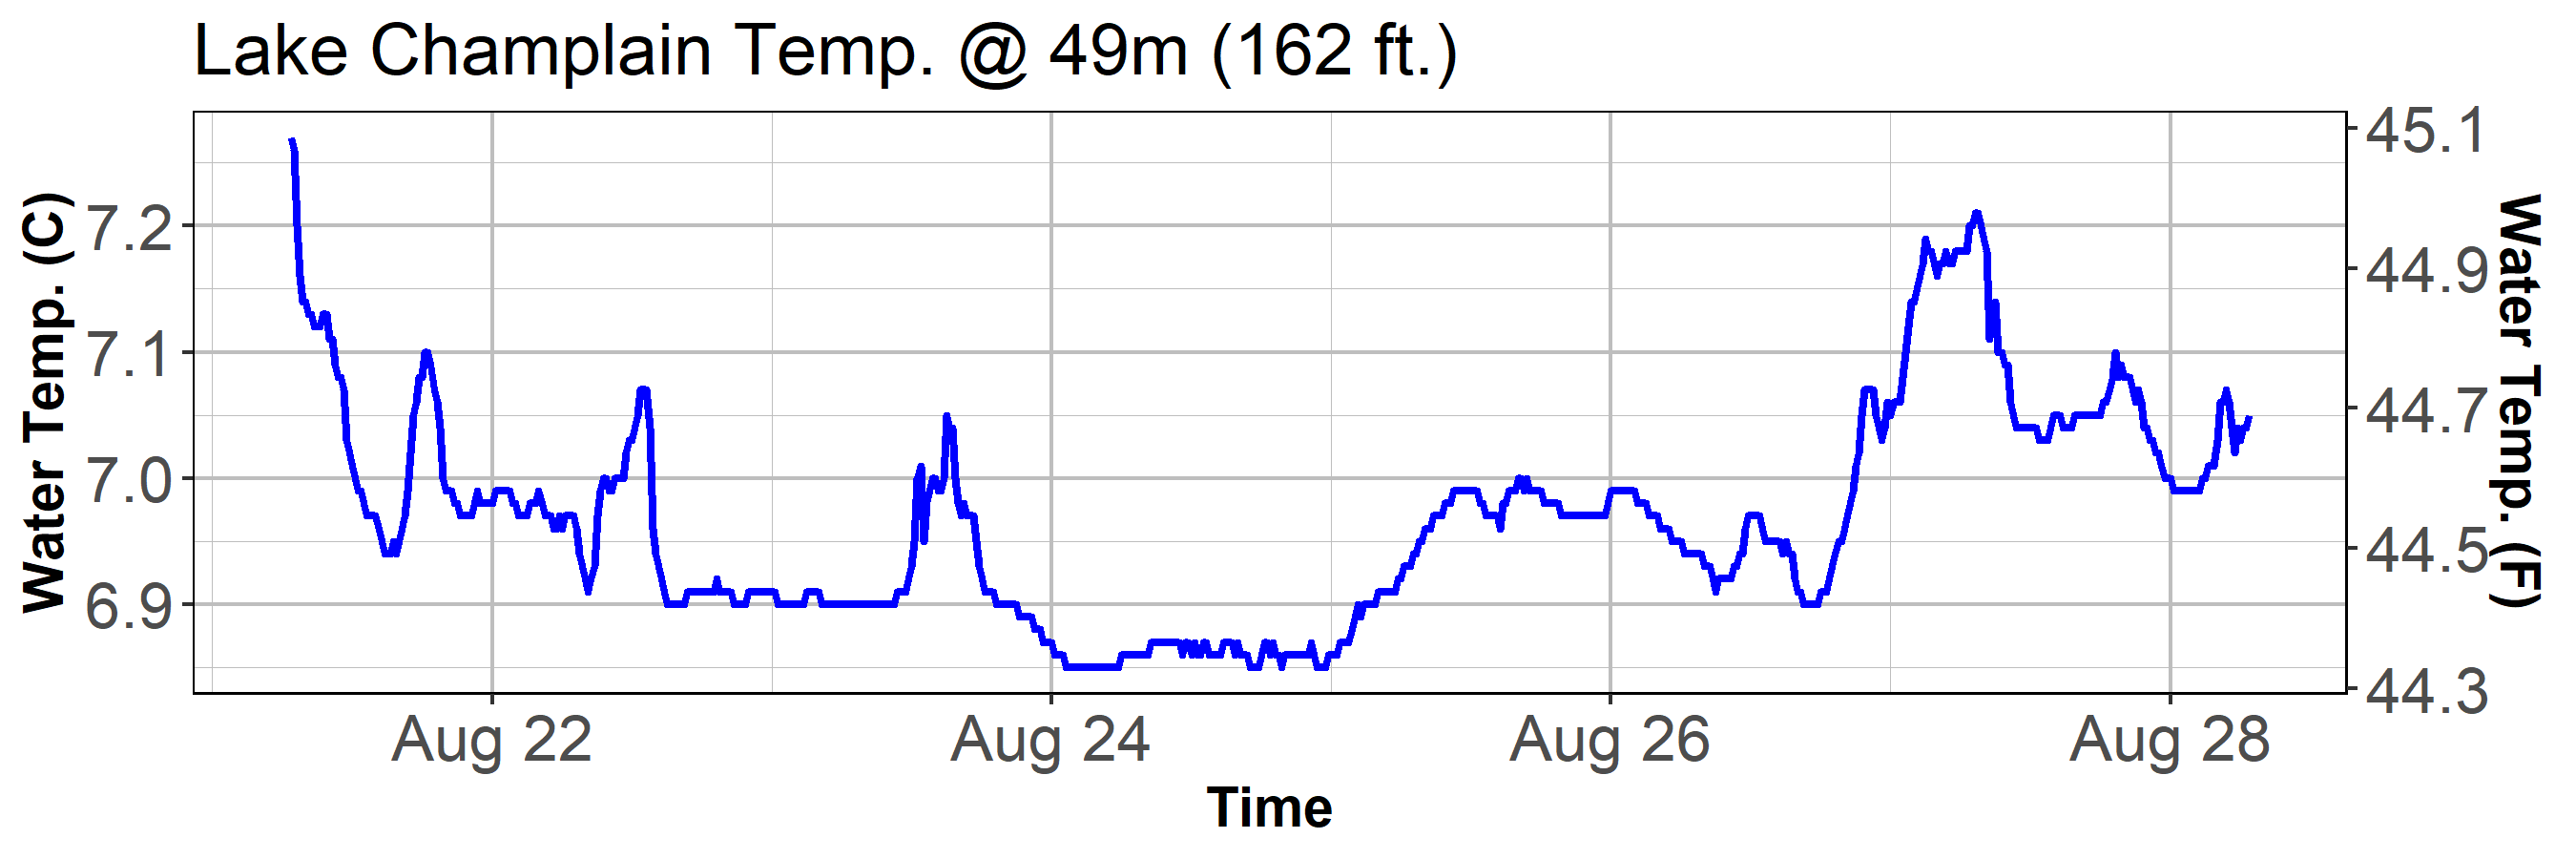 Lake Champlain Temp. @ 49m (162 ft.)
Water Temp. (C)
7.2
7.1
7.0
6.9
45.1
44.9
44.7
44.5
44.3
Water Temp. (F)
Aug 22
Aug 24
Aug 26
Aug 28
Time